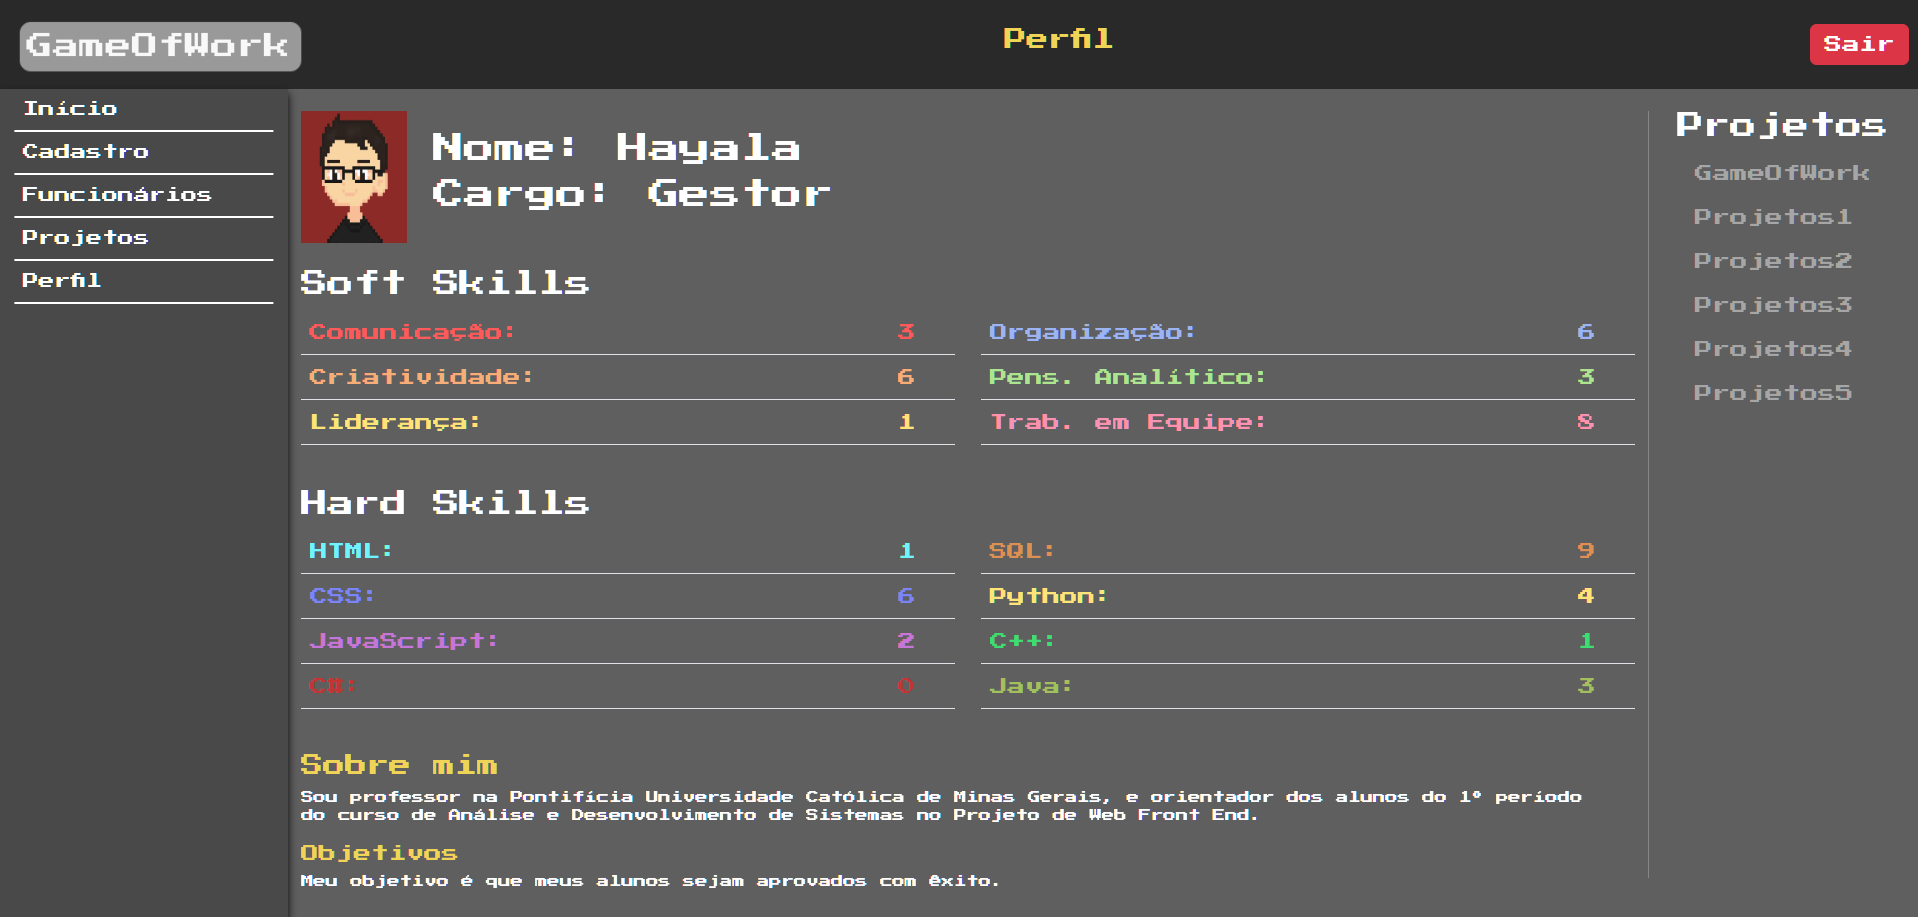 GameOfWork
Perfil
Sair
Início
Cadastro
Funcionários
Projetos
Perfil
Nome: Hayala
Cargo: Gestor
Soft Skills
Comunicação: 3
Criatividade: 6
Liderança: 1
Organização: 6
Pens. Analítico: 3
Trab. em Equipe: 8
Hard Skills
HTML: 1
CSS: 6
JavaScript: 2
C#: 0
SQL: 9
Python: 4
C++: 1
Java: 3
Sobre mim
Sou professor na Pontifícia Universidade Católica de Minas Gerais, e orientador dos alunos do 1º período
do curso de Análise e Desenvolvimento de Sistemas no Projeto de Web Front End.
Objetivos
Meu objetivo é que meus alunos sejam aprovados com êxito.
Projetos
GameOfWork
Projetos1
Projetos2
Projetos3
Projetos4
Projetos5